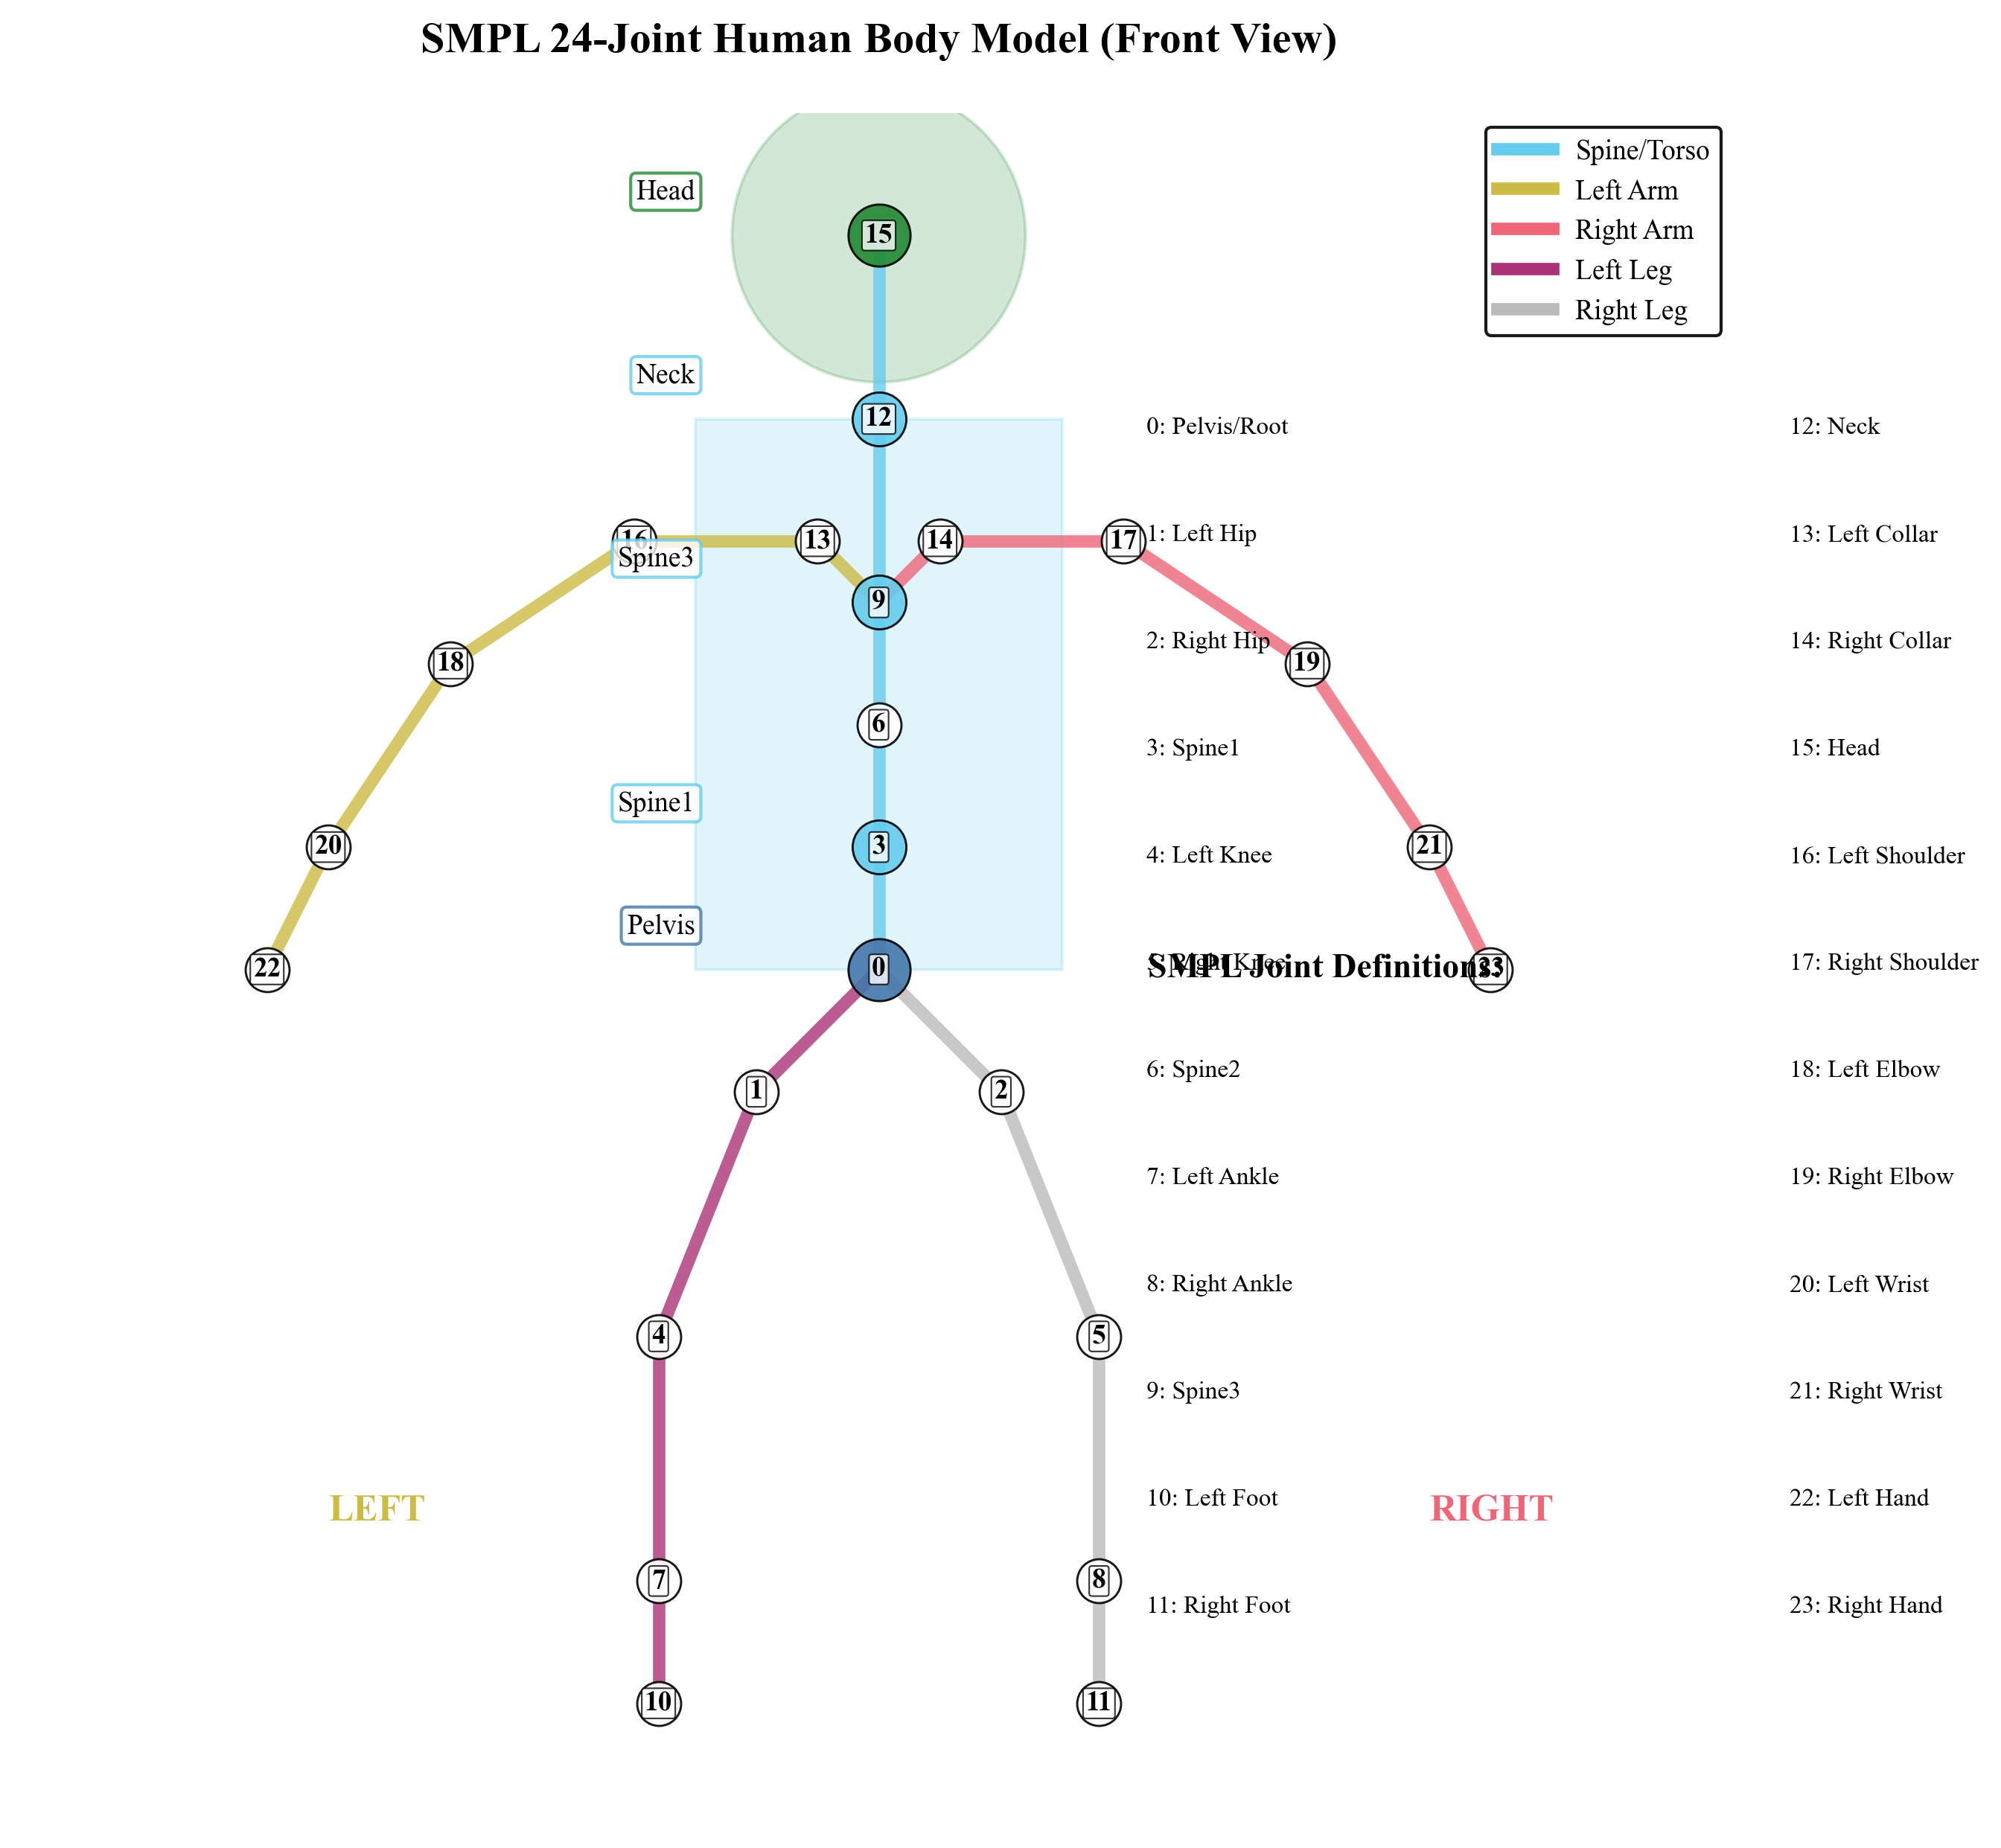 SMPL 24-Joint Human Body Model (Front View)
Spine/Torso
Left Arm
Right Arm
Left Leg
Right Leg
Head
15
Neck
12
16
13
14
17
Spine3
9
18
19
6
Spine1
3
20
21
Pelvis
0
22
23
1
2
4
5
7
8
10
11
LEFT
RIGHT
SMPL Joint Definitions:
0: Pelvis/Root
1: Left Hip
2: Right Hip
3: Spine1
4: Left Knee
5: Right Knee
6: Spine2
7: Left Ankle
8: Right Ankle
9: Spine3
10: Left Foot
11: Right Foot
12: Neck
13: Left Collar
14: Right Collar
15: Head
16: Left Shoulder
17: Right Shoulder
18: Left Elbow
19: Right Elbow
20: Left Wrist
21: Right Wrist
22: Left Hand
23: Right Hand